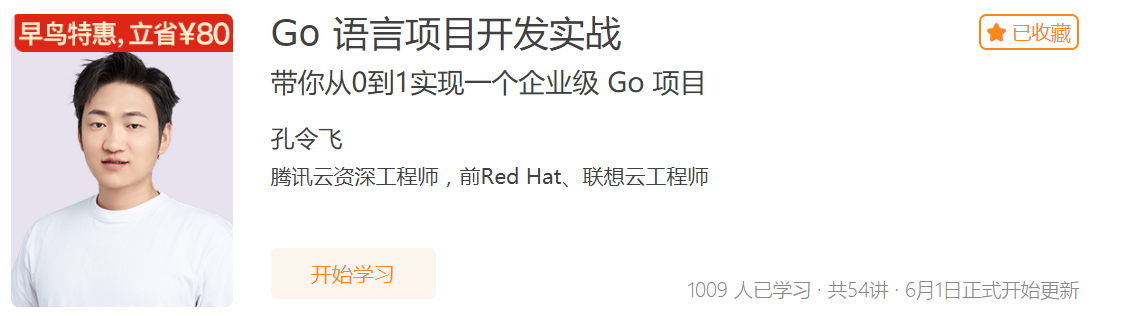 早鸟特惠,立省¥80
Go 语言项目开发实战
已收藏
带你从0到1实现一个企业级 Go 项目
孔令飞
腾讯云资深工程师，前Red Hat、联想云工程师
开始学习
1009 人已学习 · 共54讲 · 6月1日正式开始更新